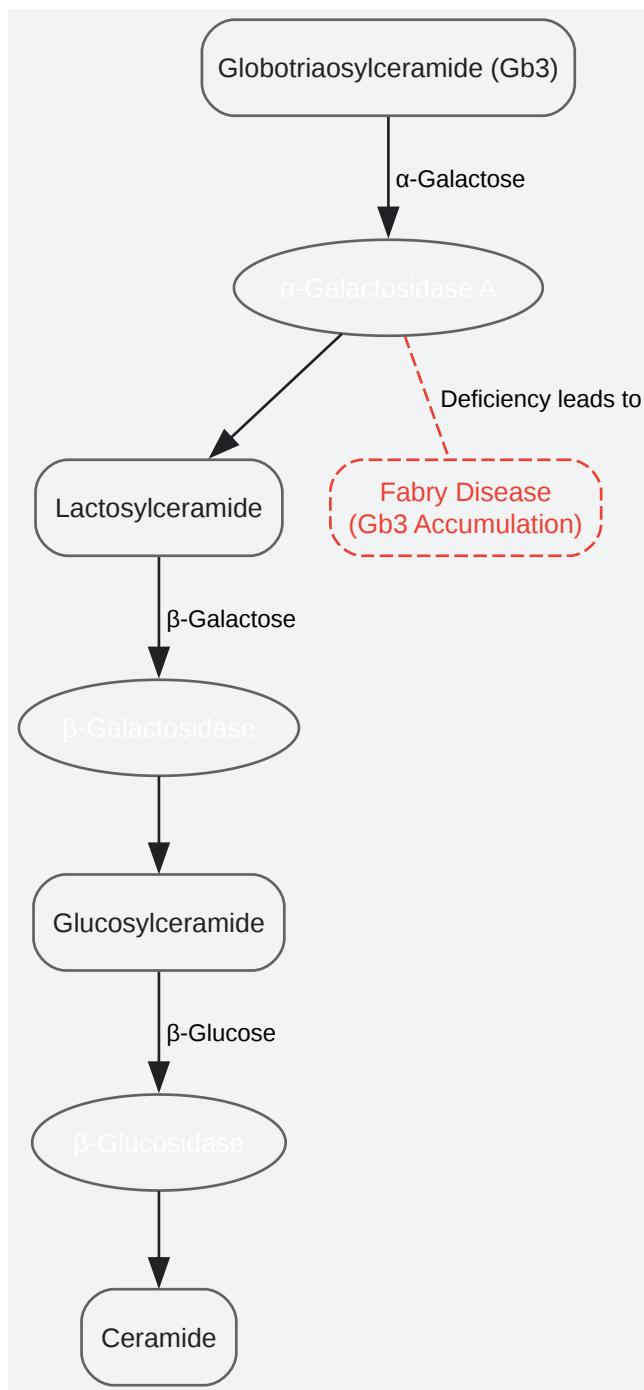 Globotriaosylceramide (Gb3)
α-Galactose
α-Galactosidase A
Deficiency leads to
Lactosylceramide
Fabry Disease
(Gb3 Accumulation)
β-Galactose
β-Galactosidase
Glucosylceramide
β-Glucose
β-Glucosidase
Ceramide